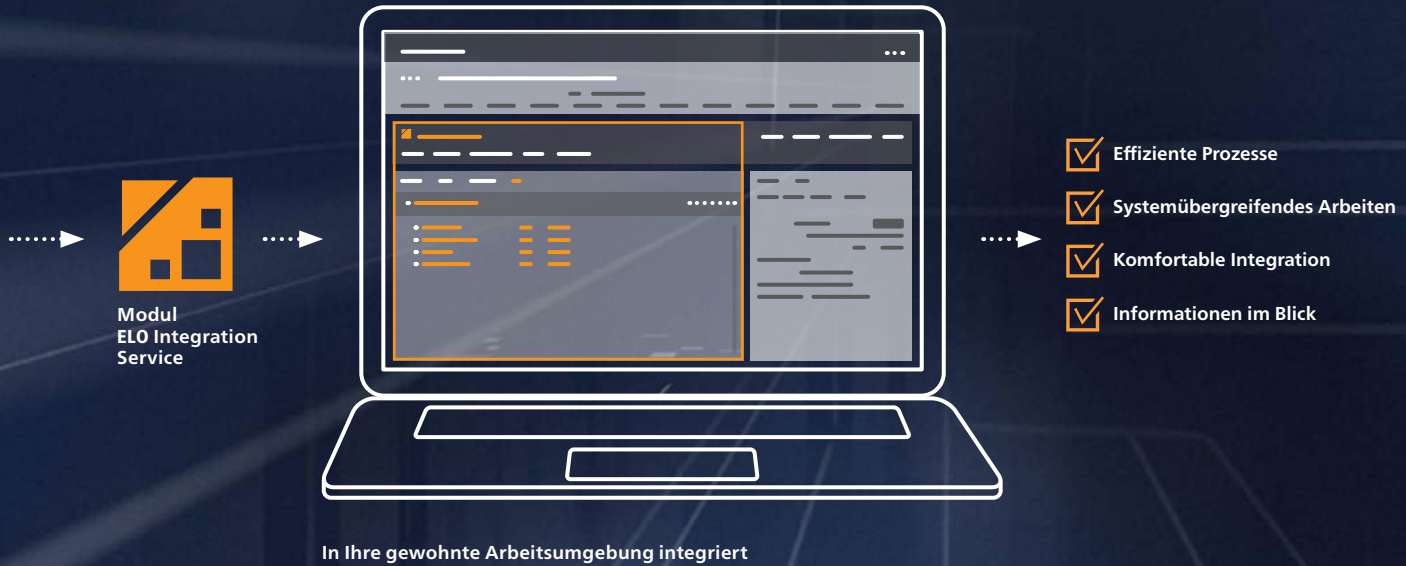 Modul
ELO Integration
Service
Effiziente Prozesse
Systemübergreifendes Arbeiten
Komfortable Integration
Informationen im Blick
In Ihre gewohnte Arbeitsumgebung integriert